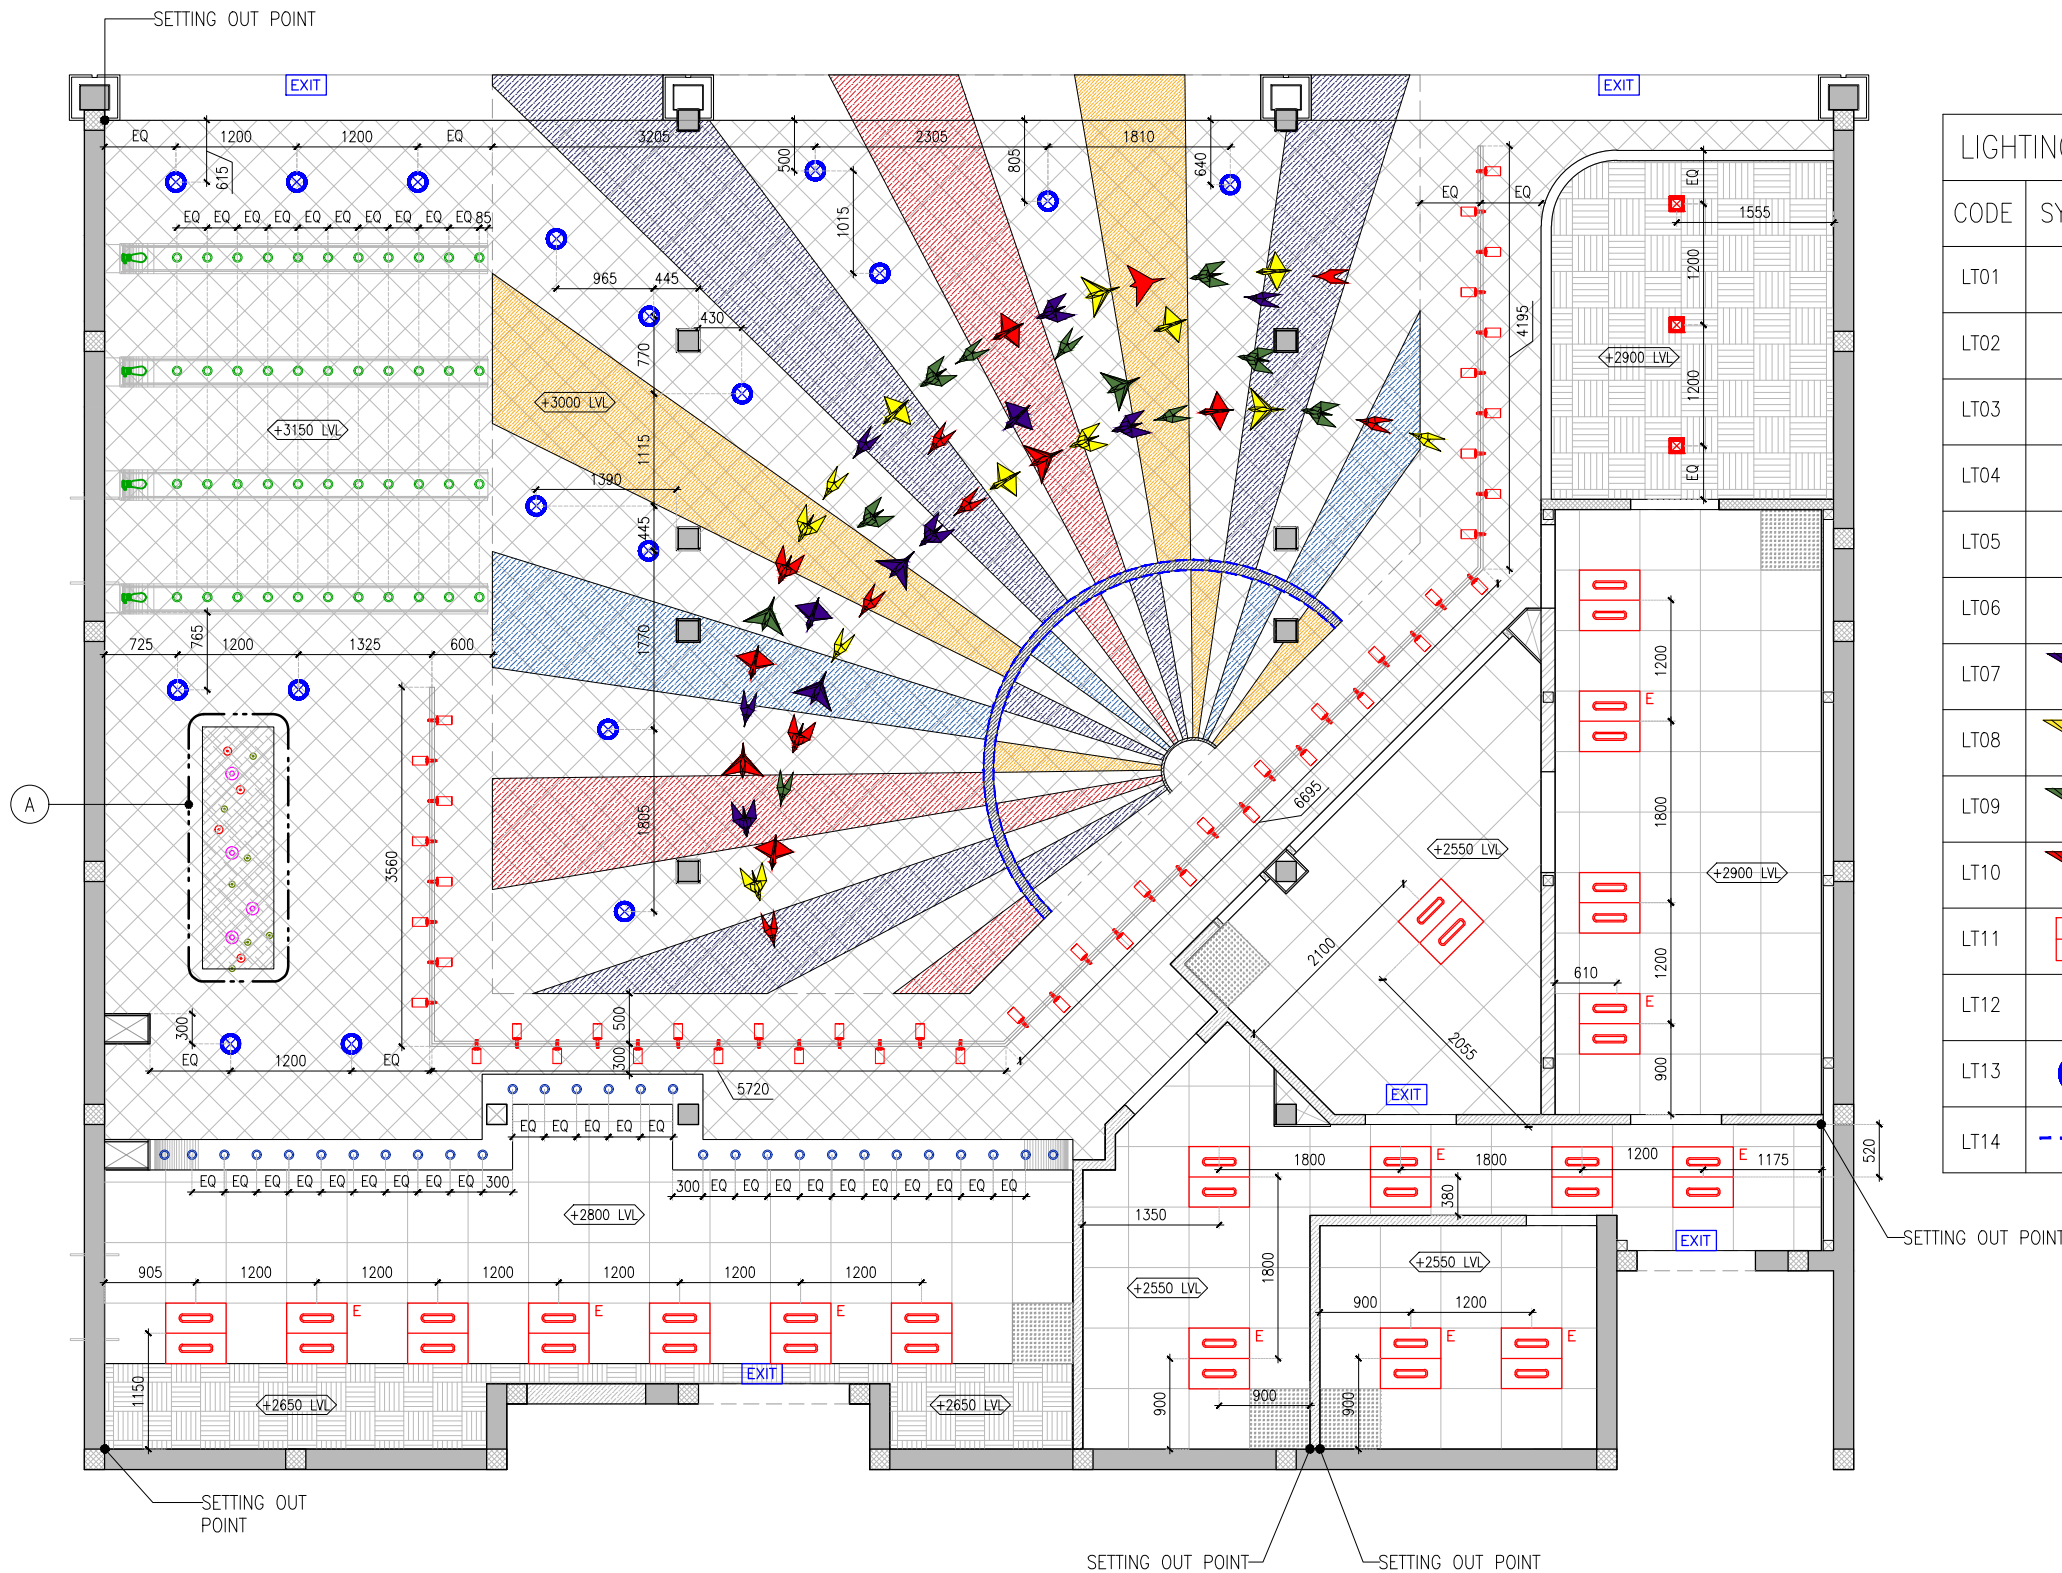 SETTING OUT POINT
EXIT
EXIT
LIGHTING
CODE SY
LT01
LT02
LT03
LT04
LT05
LT06
LT07
LT08
LT09
LT10
LT11
LT12
LT13
LT14
EQ 1200 1200 EQ 3205 2305 1810
615
500
805
640
1015
EQ EQ EQ EQ EQ EQ EQ EQ EQ EQ 85
EQ EQ
EQ
1555
1200
1200
EQ
+2900 LVL
4195
965 445
430
770
+3000 LVL
+3150 LVL
1115
1390
445
1770
1805
725 1200 1325 600
765
3560
A
6695
+2550 LVL
2100
2055
1200
E
1800
+2900 LVL
610
1200
E
900
300
EQ 1200 EQ
500
300
5720
EXIT
EQ EQ EQ EQ EQ
EQ EQ EQ EQ EQ EQ EQ EQ EQ 300
300 EQ EQ EQ EQ EQ EQ EQ EQ EQ EQ
+2800 LVL
1800 E 1800 1200 E 1175
520
380
1350
1800
EXIT
SETTING OUT POINT
+2550 LVL
+2550 LVL
905 1200 1200 1200 1200 1200 1200
E E E
900 1200
E E E
1150
EXIT
+2650 LVL
+2650 LVL
900
900
900
SETTING OUT
POINT
SETTING OUT POINT
SETTING OUT POINT